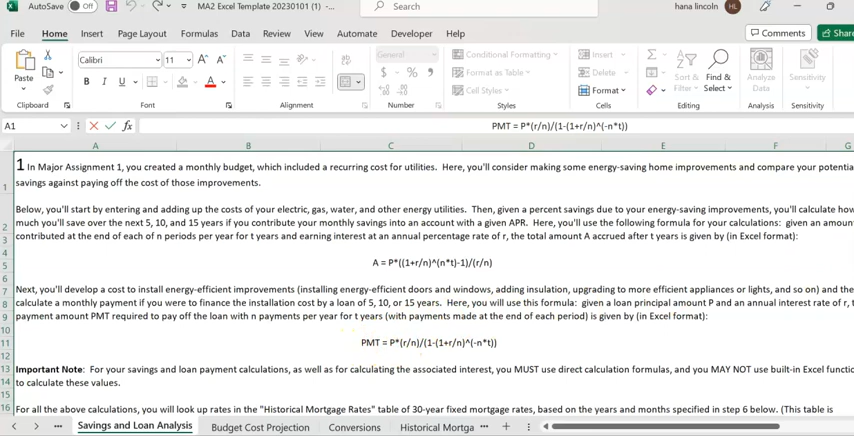 AutoSave Off MA2 Excel Template 20230101 (1) -... Search hana lincoln HL
File Home Insert Page Layout Formulas Data Review View Automate Developer Help Comments Share
Paste Calibri 11 A^ A˅ General Conditional Formatting Insert Sort & Find & Analyze Sensitivity
B I U A $ % 9 Format as Table Delete Filter Select Data
Cell Styles Format
Clipboard Font Alignment Number Styles Cells Editing Analysis Sensitivity
A1 fx PMT = P*(r/n)/(1-(1+r/n)^(-n*t))
A B C D E F G
1 In Major Assignment 1, you created a monthly budget, which included a recurring cost for utilities. Here, you'll consider making some energy-saving home improvements and compare your potentia
1 savings against paying off the cost of those improvements.
Below, you'll start by entering and adding up the costs of your electric, gas, water, and other energy utilities. Then, given a percent savings due to your energy-saving improvements, you'll calculate how
2 much you'll save over the next 5, 10, and 15 years if you contribute your monthly savings into an account with a given APR. Here, you'll use the following formula for your calculations: given an amoun
3 contributed at the end of each of n periods per year for t years and earning interest at an annual percentage rate of r, the total amount A accrued after t years is given by (in Excel format):
4
5 A = P*((1+r/n)^(n*t)-1)/(r/n)
6
7 Next, you'll develop a cost to install energy-efficient improvements (installing energy-efficient doors and windows, adding insulation, upgrading to more efficient appliances or lights, and so on) and the
8 calculate a monthly payment if you were to finance the installation cost by a loan of 5, 10, or 15 years. Here, you will use this formula: given a loan principal amount P and an annual interest rate of r, t
9 payment amount PMT required to pay off the loan with n payments per year for t years (with payments made at the end of each period) is given by (in Excel format):
10
11 PMT = P*(r/n)/(1-(1+r/n)^(-n*t))
12
13 Important Note: For your savings and loan payment calculations, as well as for calculating the associated interest, you MUST use direct calculation formulas, and you MAY NOT use built-in Excel functio
14 to calculate these values.
15
16 For all the above calculations, you will look up rates in the "Historical Mortgage Rates" table of 30-year fixed mortgage rates, based on the years and months specified in step 6 below. (This table is
Savings and Loan Analysis Budget Cost Projection Conversions Historical Mortga